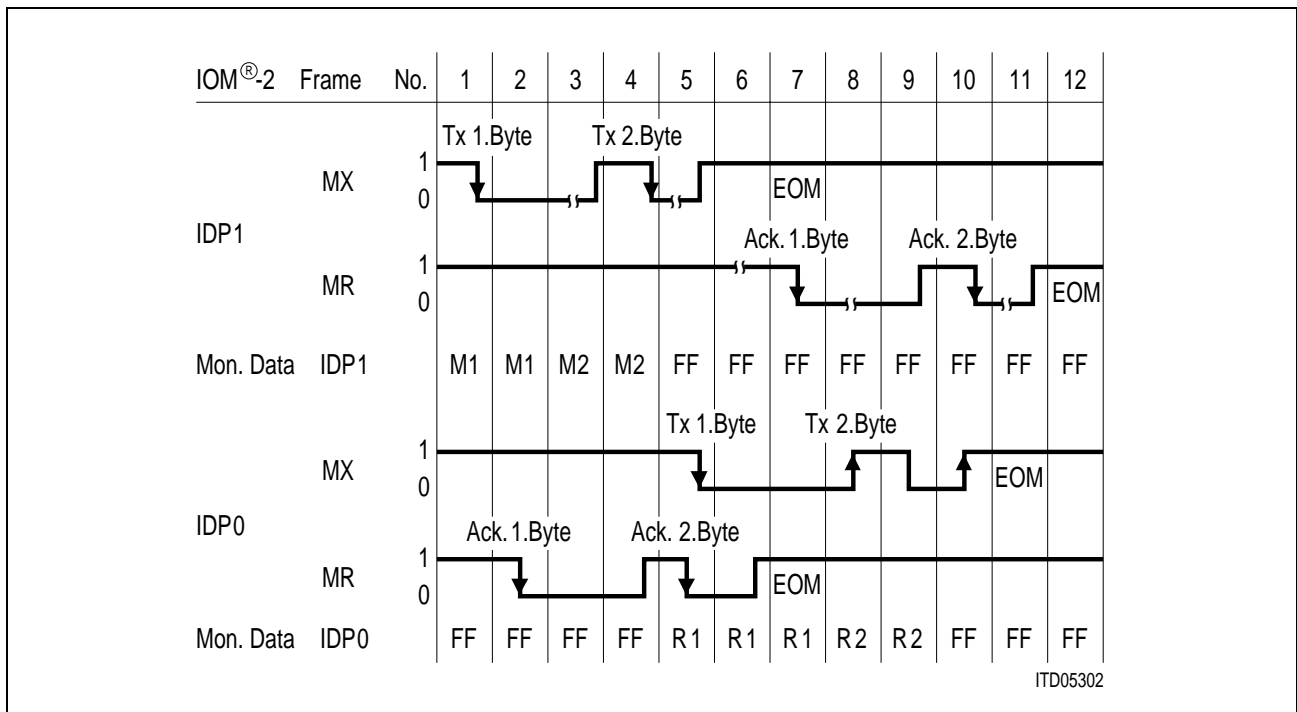 IOM®-2 Frame No. 1 2 3 4 5 6 7 8 9 10 11 12
Tx 1.Byte Tx 2.Byte
1
MX
EOM
0
IDP1
Ack. 1.Byte Ack. 2.Byte
1
MR
EOM
0
Mon. Data IDP1 M1 M1 M2 M2 FF FF FF FF FF FF FF FF
Tx 1.Byte Tx 2.Byte
1
MX
EOM
0
IDP0
Ack. 1.Byte Ack. 2.Byte
1
MR
EOM
0
Mon. Data IDP0 FF FF FF FF R1 R1 R1 R2 R2 FF FF FF
ITD05302